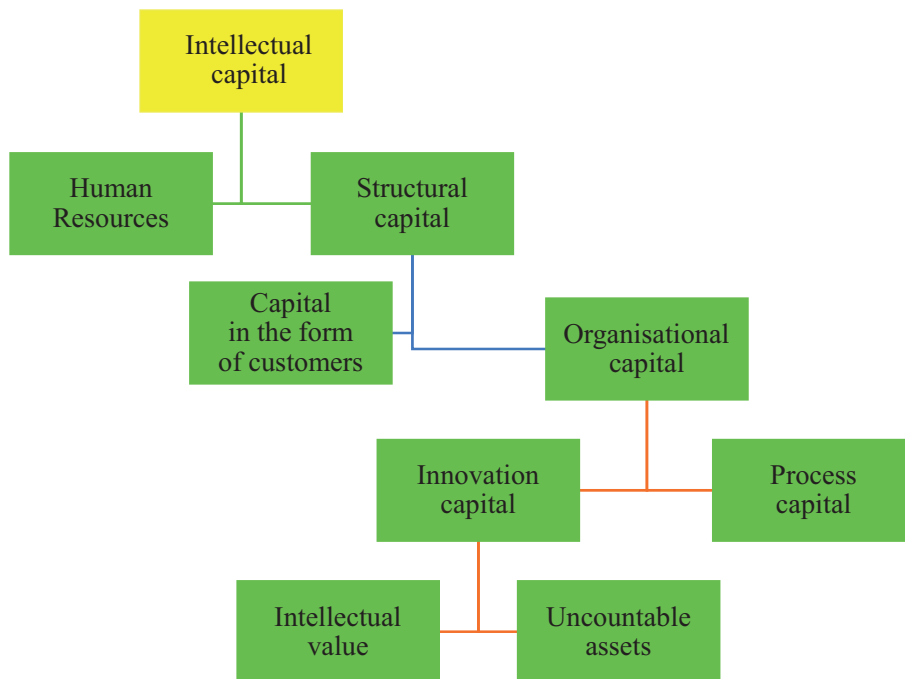 Intellectual
capital
Human
Resources
Structural
capital
Capital
in the form
of customers
Organisational
capital
Innovation
capital
Process
capital
Intellectual
value
Uncountable
assets